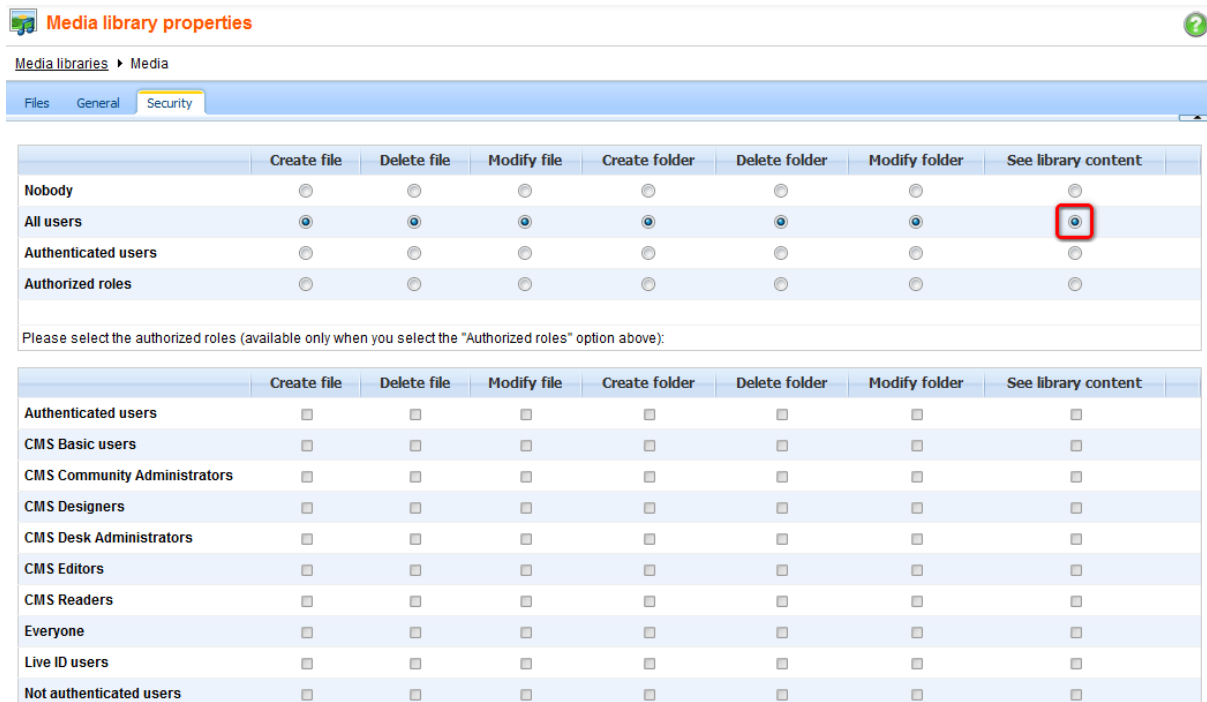 Media library properties
Media libraries ▸ Media
Files General Security
Create file Delete file Modify file Create folder Delete folder Modify folder See library content
Nobody
All users
Authenticated users
Authorized roles
Please select the authorized roles (available only when you select the "Authorized roles" option above):
Create file Delete file Modify file Create folder Delete folder Modify folder See library content
Authenticated users
CMS Basic users
CMS Community Administrators
CMS Designers
CMS Desk Administrators
CMS Editors
CMS Readers
Everyone
Live ID users
Not authenticated users